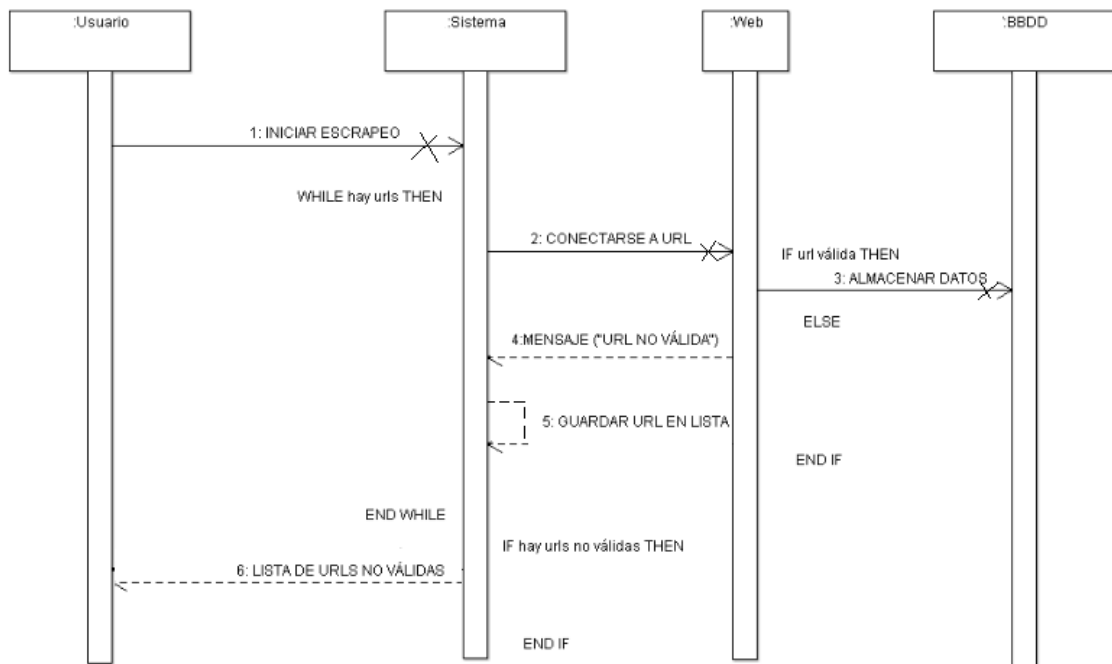 :Usuario
:Sistema
:Web
:BBDD
1: INICIAR ESCRAPEO
WHILE hay urls THEN
2: CONECTARSE A URL
IF url válida THEN
3: ALMACENAR DATOS
ELSE
4:MENSAJE ("URL NO VÁLIDA")
5: GUARDAR URL EN LISTA
END IF
END WHILE
IF hay urls no válidas THEN
6: LISTA DE URLS NO VÁLIDAS
END IF